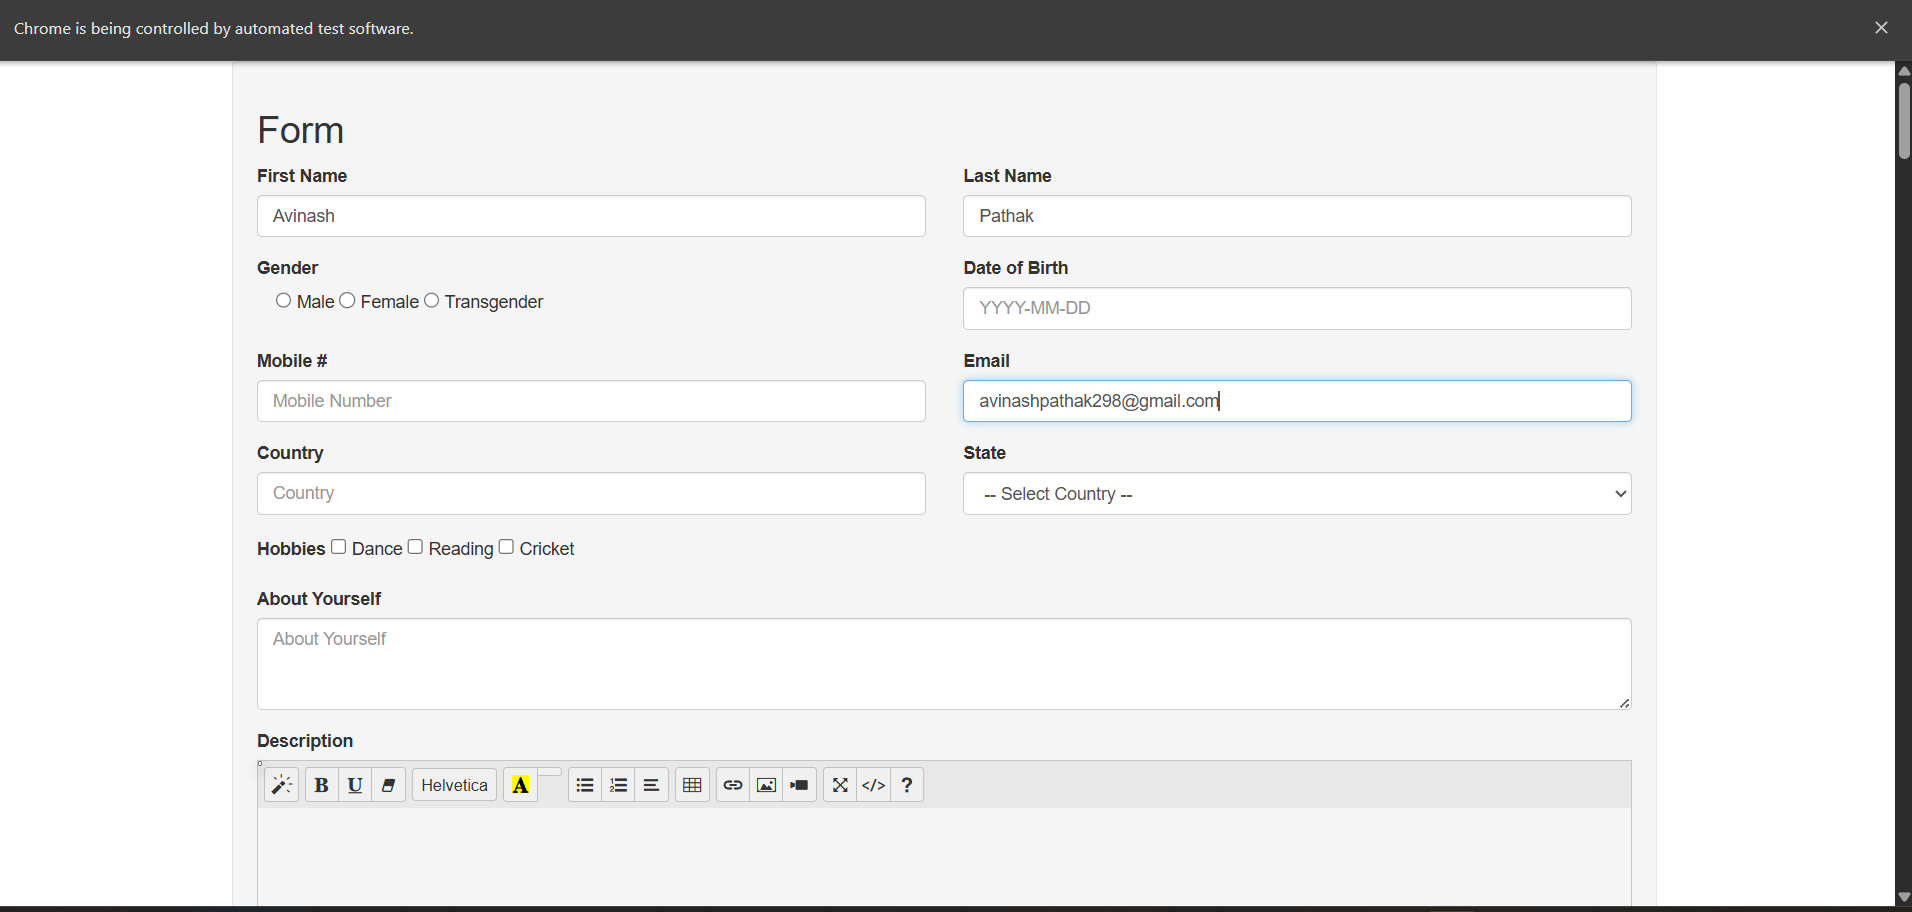 Chrome is being controlled by automated test software.
Form
First Name
Last Name
Avinash
Pathak
Gender
Date of Birth
Male Female Transgender
YYYY-MM-DD
Mobile #
Email
Mobile Number
avinashpathak298@gmail.com
Country
State
Country
-- Select Country --
Hobbies Dance Reading Cricket
About Yourself
About Yourself
Description
B U Helvetica A </> ?